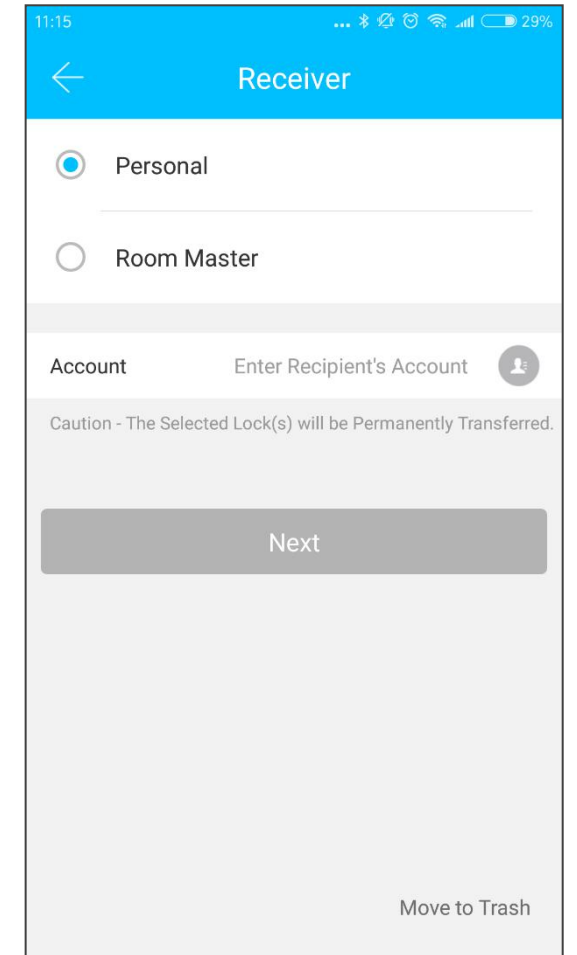 11:15 ... 29%
Receiver
Personal
Room Master
Account Enter Recipient's Account
Caution - The Selected Lock(s) will be Permanently Transferred.
Next
Move to Trash